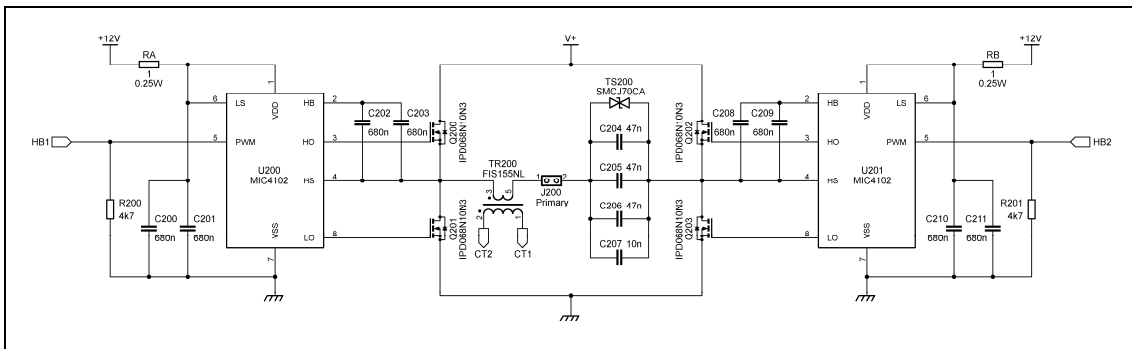 +12V
RA
1
0.25W
1
VDD
6
LS
HB
2
C202
680n
C203
680n
Q200
IPD068N10N3
HB1
5
PWM
HO
3
U200
MIC4102
HS
4
R200
4k7
C200
680n
C201
680n
VSS
7
LO
8
Q201
IPD068N10N3
TR200
FIS155NL
3
5
2
1
CT2
CT1
1
2
J200
Primary
V+
TS200
SMCJ70CA
C204 47n
C205 47n
C206 47n
C207 10n
Q202
IPD068N10N3
C208
680n
C209
680n
Q203
IPD068N10N3
+12V
RB
1
0.25W
1
VDD
2
HB
LS
6
3
HO
PWM
5
HB2
U201
MIC4102
4
HS
8
LO
VSS
7
C210
680n
C211
680n
R201
4k7